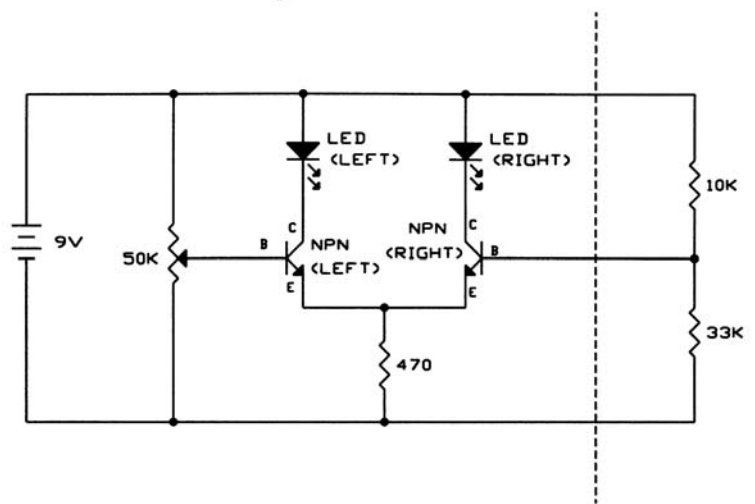 LED
(LEFT)
LED
(RIGHT)
10K
9V
50K
B
C
NPN
(LEFT)
E
NPN
(RIGHT)
C
B
E
33K
470